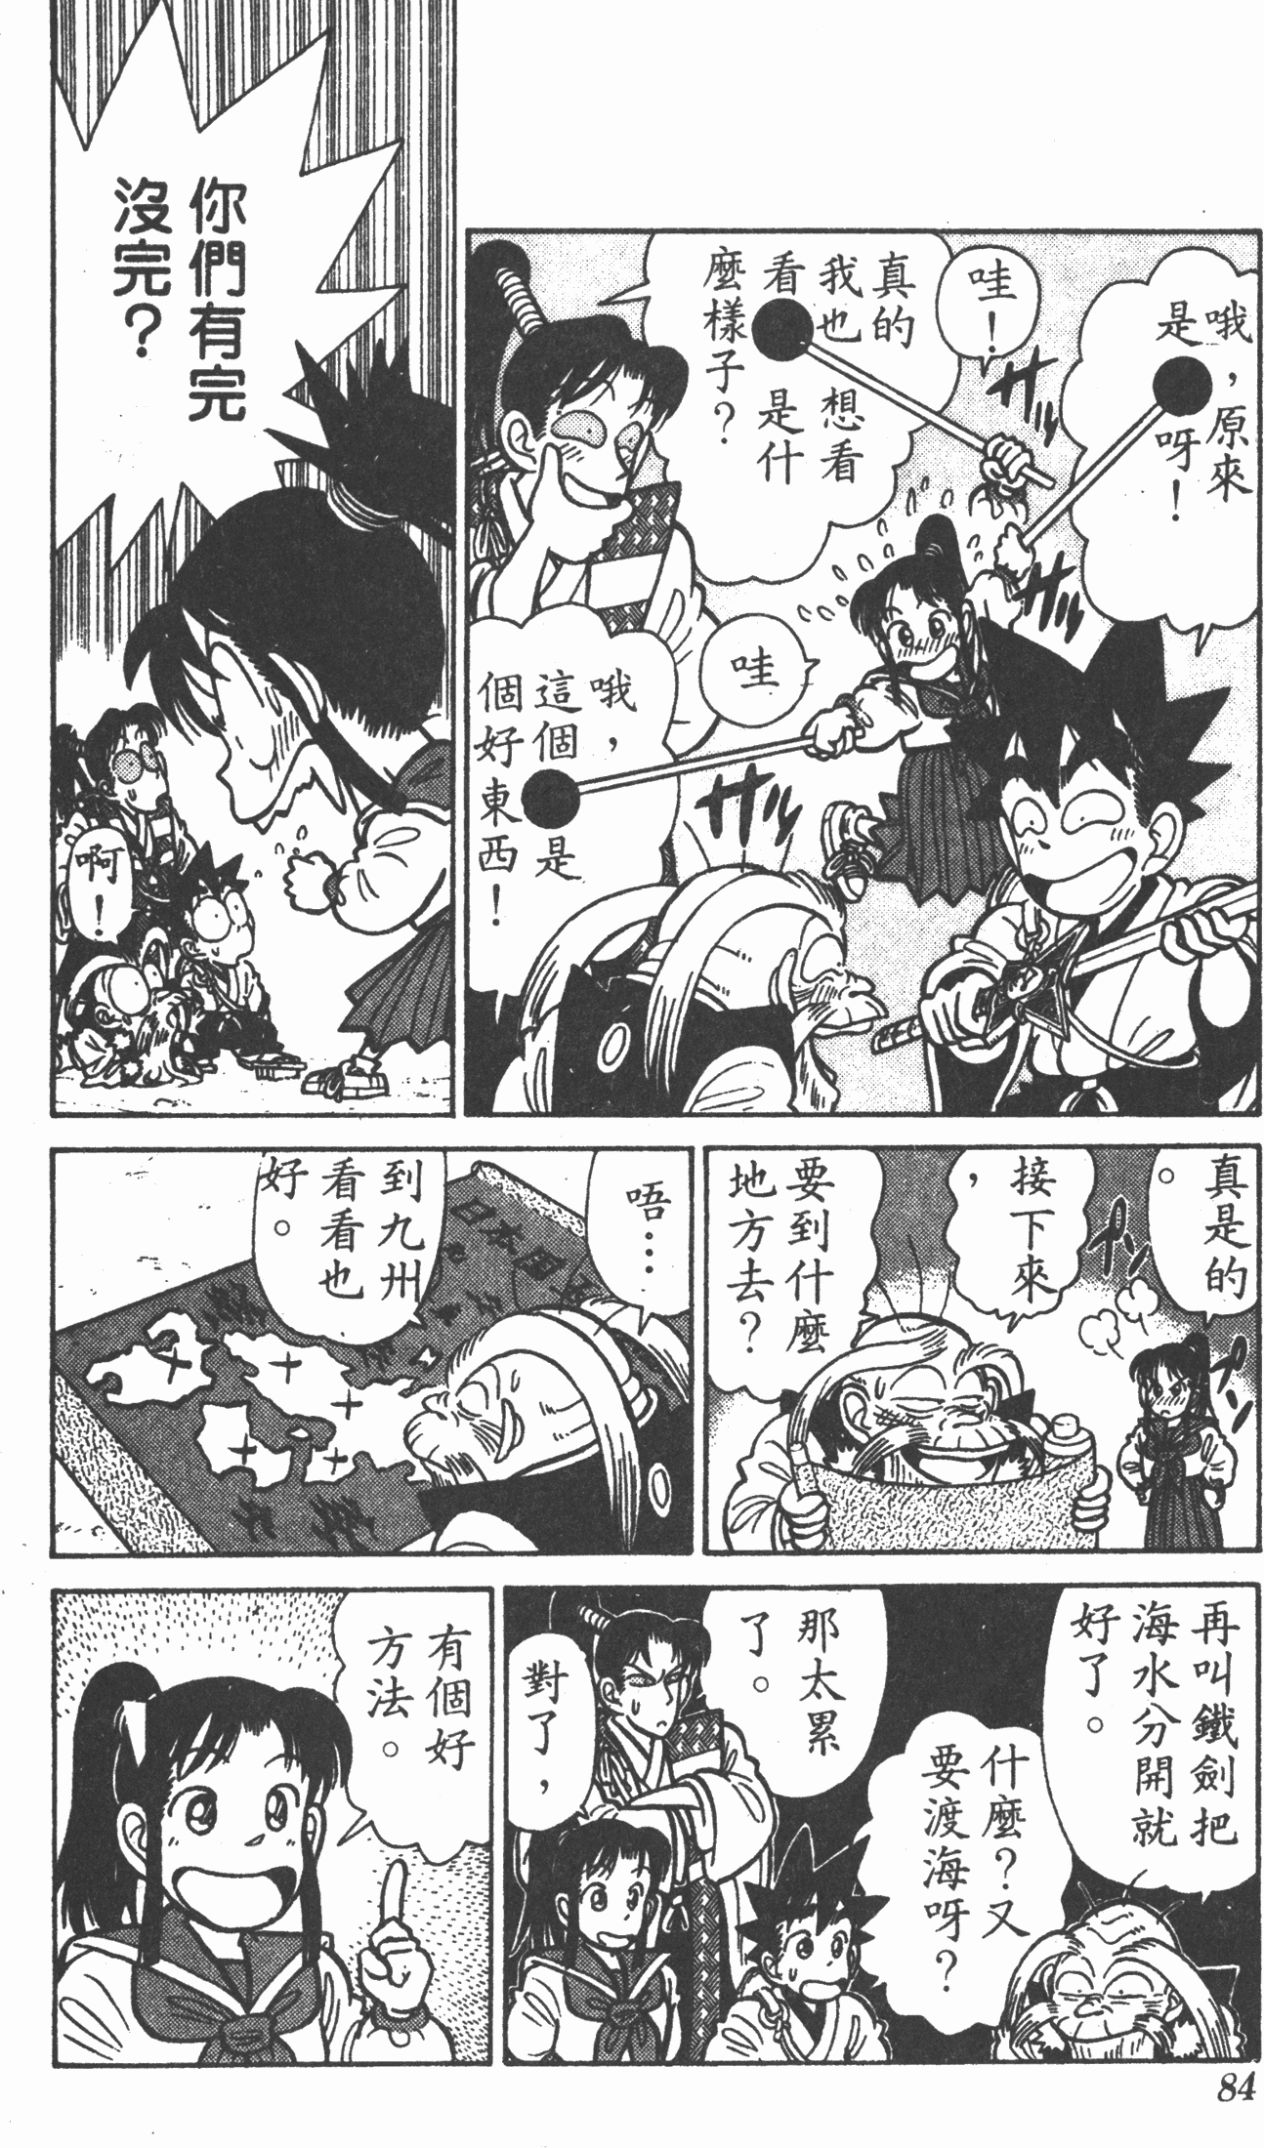 哦，原來
是●呀！
哇！
真的
我也想看
看●是什
麼樣子？
哇
哦，
這個●是
個好東西！
你們有完
沒完？
啊！
真是的
。
接下來
，
要到什麼
地方去？
唔…
到九州
看看也
好。
日本国
再叫鐵劍把
海水分開就
好了。
什麼？又
要渡海呀？
那太累
了。
對了，
有個好
方法。
84